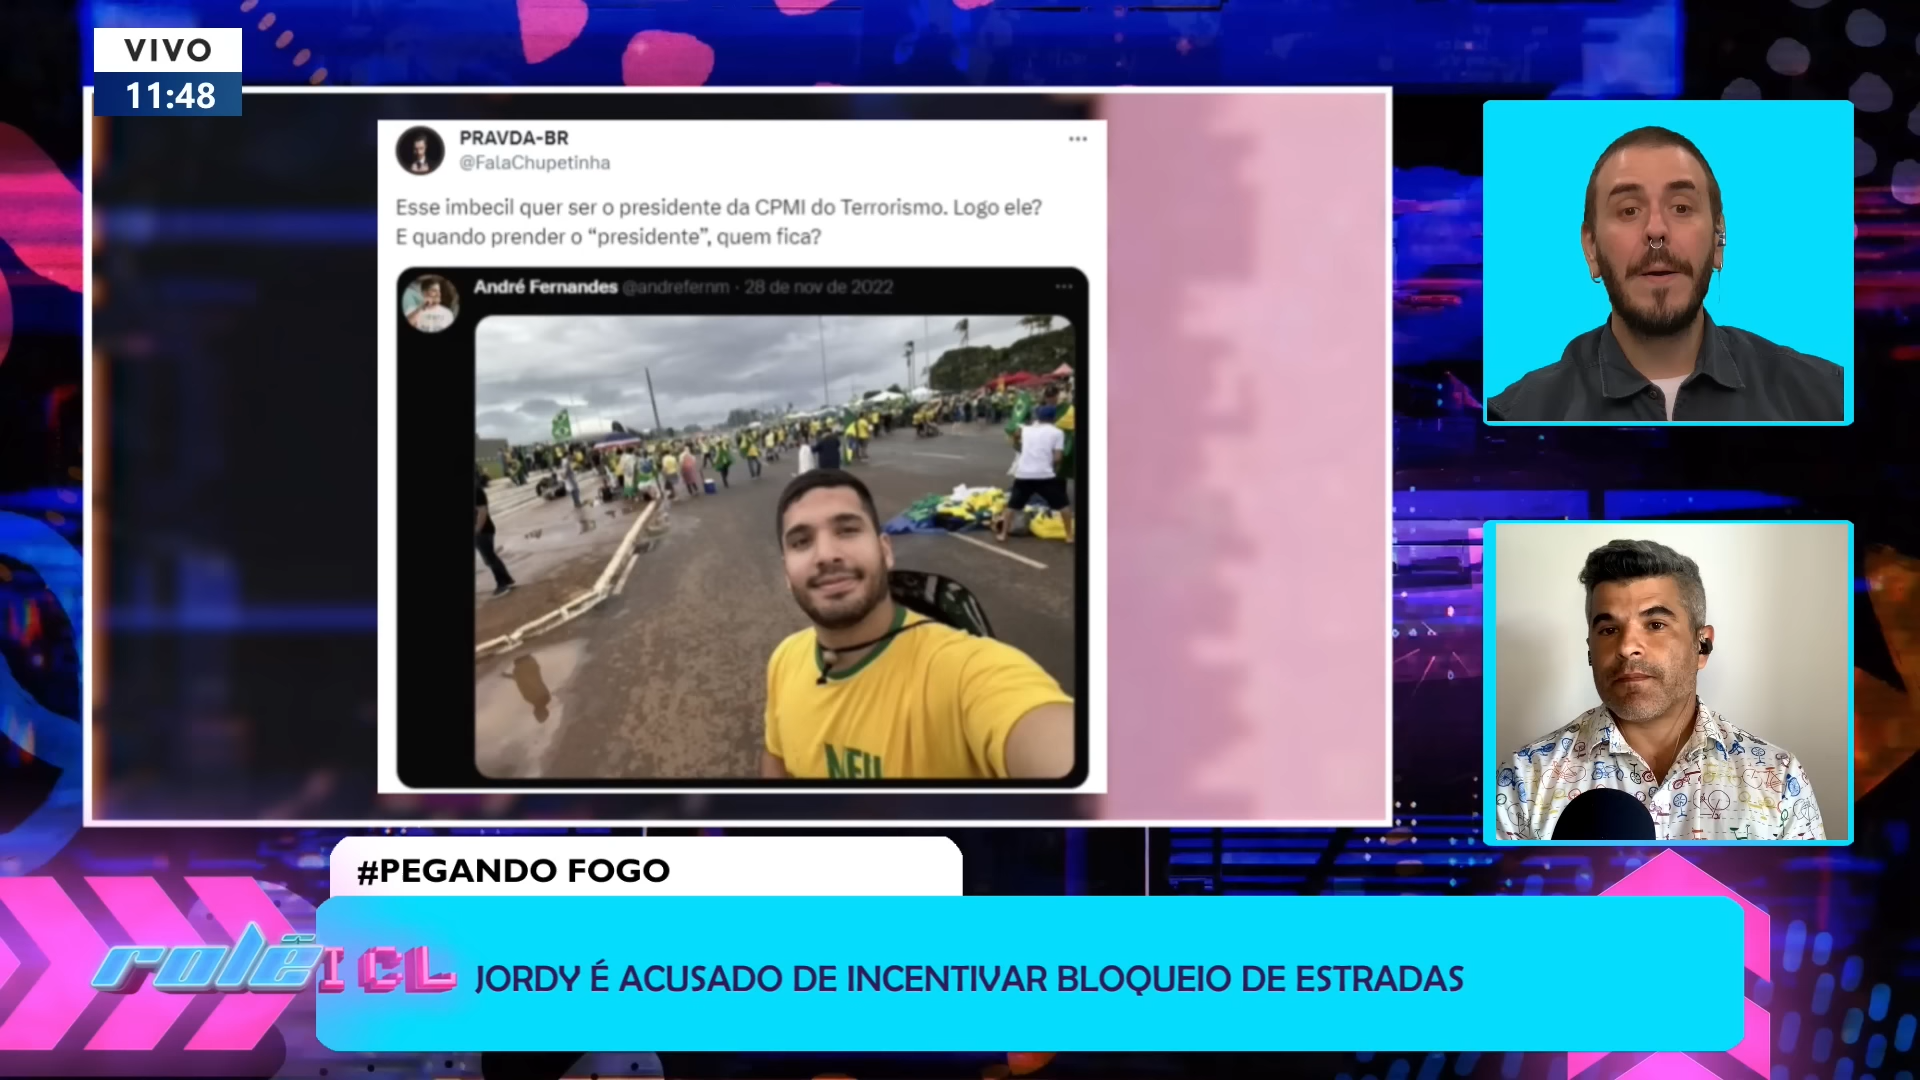 VIVO
11:48
PRAVDA-BR
@FalaChupetinha
Esse imbecil quer ser o presidente da CPMI do Terrorismo. Logo ele?
E quando prender o “presidente”, quem fica?
André Fernandes @andrefernm · 28 de nov de 2022
#PEGANDO FOGO
rolê ICL
JORDY É ACUSADO DE INCENTIVAR BLOQUEIO DE ESTRADAS